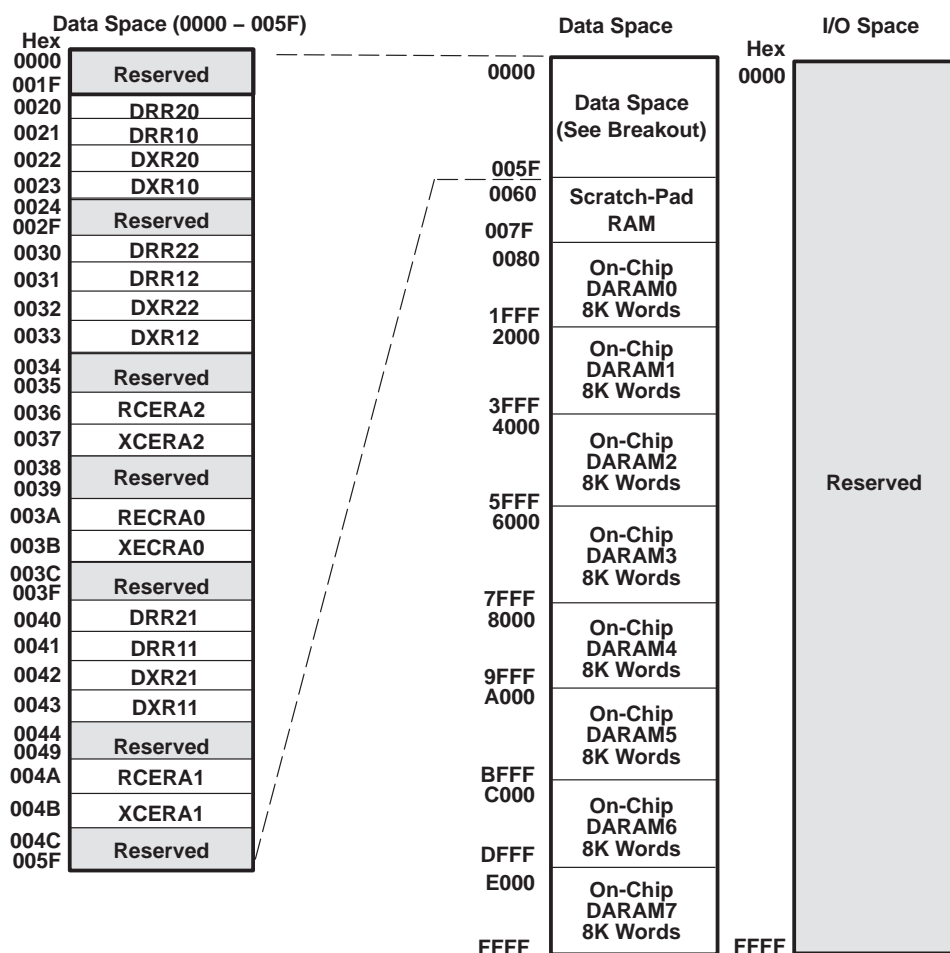 Data Space (0000 – 005F)
Hex
0000
001F
Reserved
0020
DRR20
0021
DRR10
0022
DXR20
0023
DXR10
0024
002F
Reserved
0030
DRR22
0031
DRR12
0032
DXR22
0033
DXR12
0034
0035
Reserved
0036
RCERA2
0037
XCERA2
0038
0039
Reserved
003A
RECRA0
003B
XECRA0
003C
003F
Reserved
0040
DRR21
0041
DRR11
0042
DXR21
0043
DXR11
0044
0049
Reserved
004A
RCERA1
004B
XCERA1
004C
005F
Reserved
Data Space
0000
Data Space
(See Breakout)
005F
0060
Scratch-Pad
RAM
007F
0080
On-Chip
DARAM0
8K Words
1FFF
2000
On-Chip
DARAM1
8K Words
3FFF
4000
On-Chip
DARAM2
8K Words
5FFF
6000
On-Chip
DARAM3
8K Words
7FFF
8000
On-Chip
DARAM4
8K Words
9FFF
A000
On-Chip
DARAM5
8K Words
BFFF
C000
On-Chip
DARAM6
8K Words
DFFF
E000
On-Chip
DARAM7
8K Words
FFFF
I/O Space
Hex
0000
Reserved
FFFF